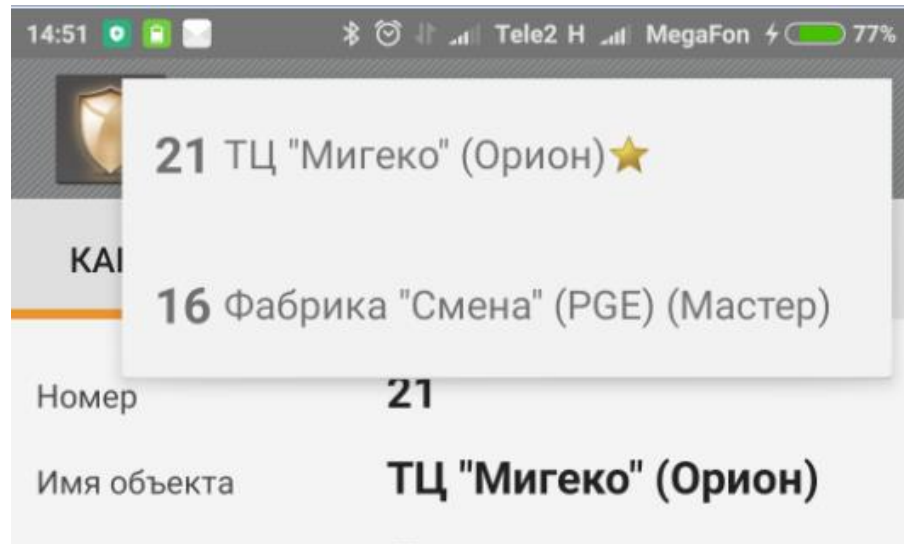 14:51 Tele2 H MegaFon 77%
21 ТЦ "Мигеко" (Орион)
КА
16 Фабрика "Смена" (PGE) (Мастер)
Номер 21
Имя объекта ТЦ "Мигеко" (Орион)